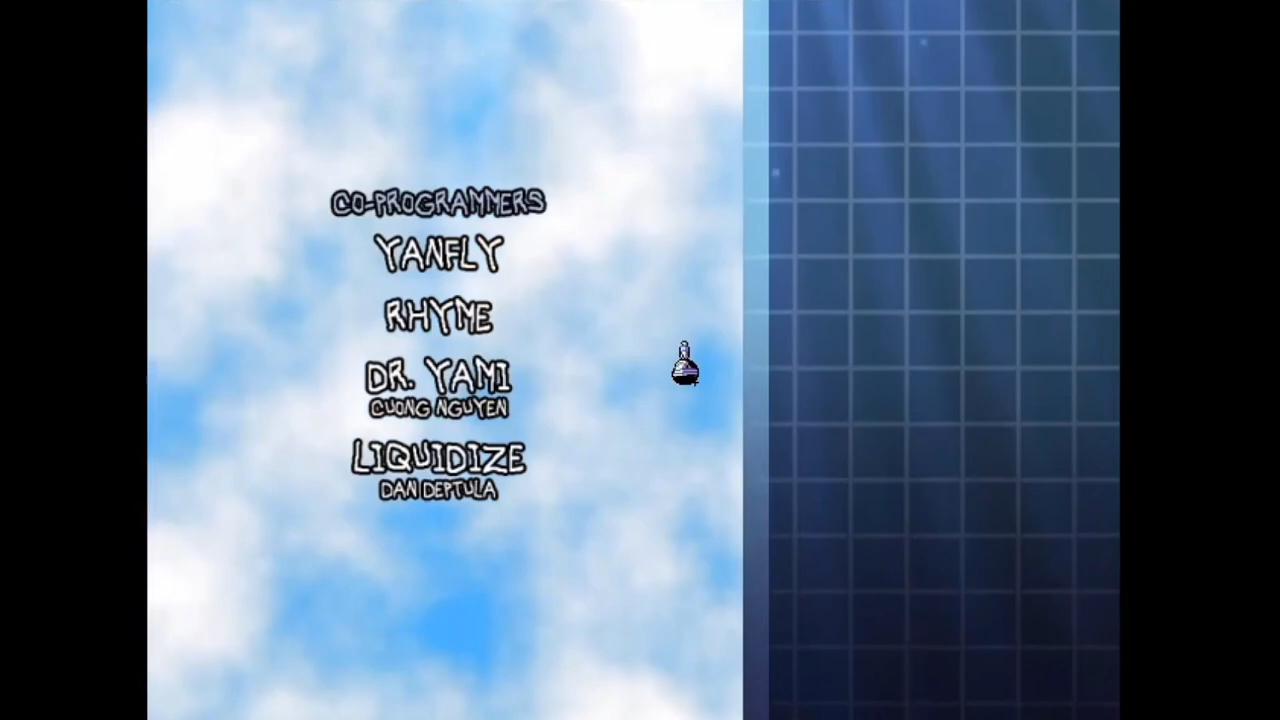 CO-PROGRAMMERS
YANFLY
RHYME
DR. YAMI
CUONG NGUYEN
LIQUIDIZE
DAN DEPTULA